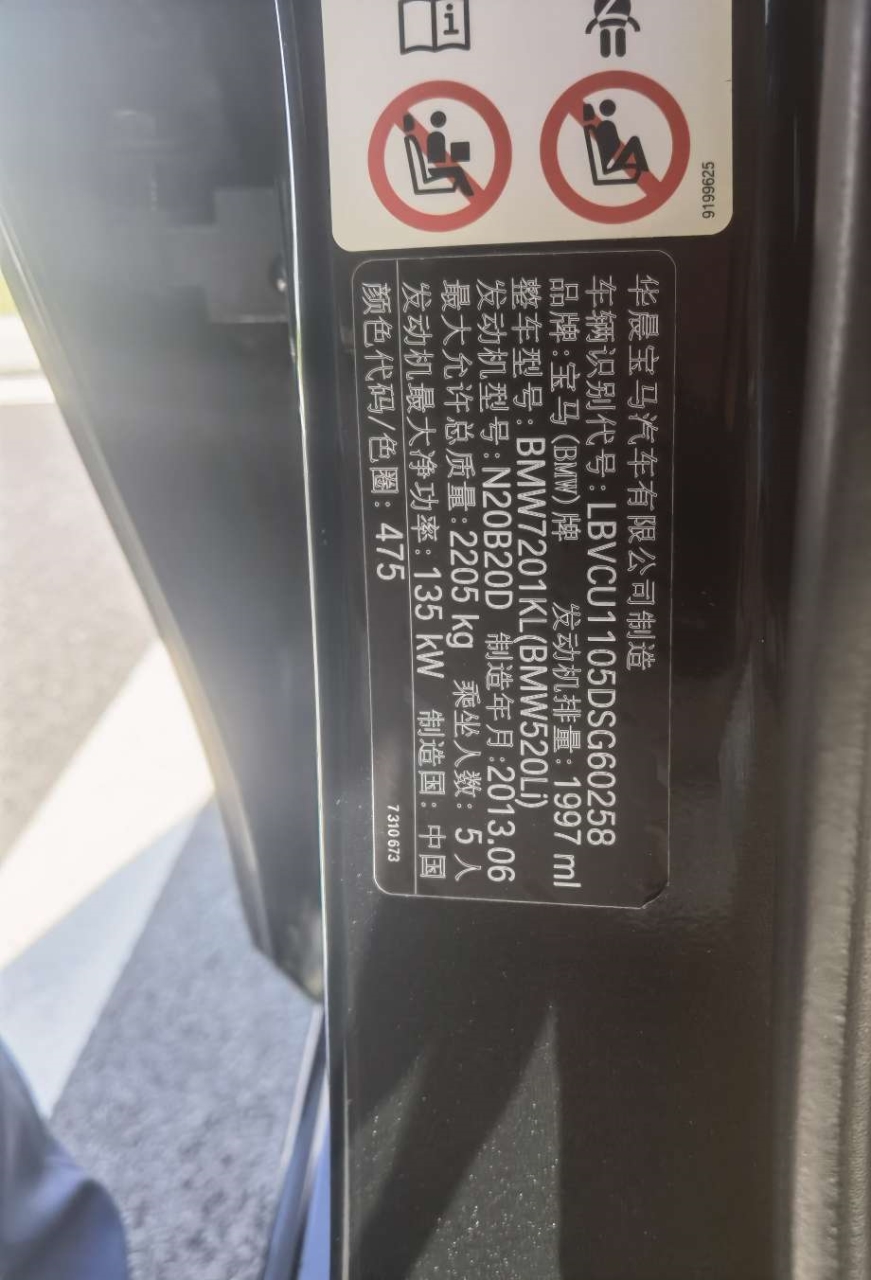 9199625
华晨宝马汽车有限公司制造
车辆识别代号:LBVCU1105DSG60258
品牌:宝马(BMW)牌 发动机排量:1997 ml
整车型号:BMW7201KL(BMW520Li)
发动机型号:N20B20D 制造年月:2013.06
最大允许总质量:2205 kg 乘坐人数:5人
发动机最大净功率:135 kW 制造国:中国
颜色代码/色圈:475
7310673